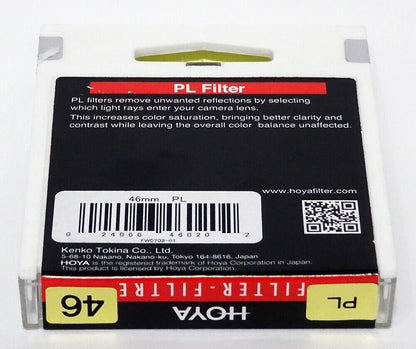 PL Filter
PL filters remove unwanted reflections by selecting
which light rays enter your camera lens.
This increases color saturation, bringing better clarity and
contrast while leaving the overall color balance unaffected.
46mm PL
0 24066 46020 2
FWC703-01
www.hoyafilter.com
Kenko Tokina Co., Ltd.
5-68-10 Nakano, Nakano-ku, Tokyo 164-8616, Japan
HOYA is the registered trademark of Hoya Corporation in Japan.
This product is licensed by Hoya Corporation.
46
FILTER-FILTRE
HOYA
PL